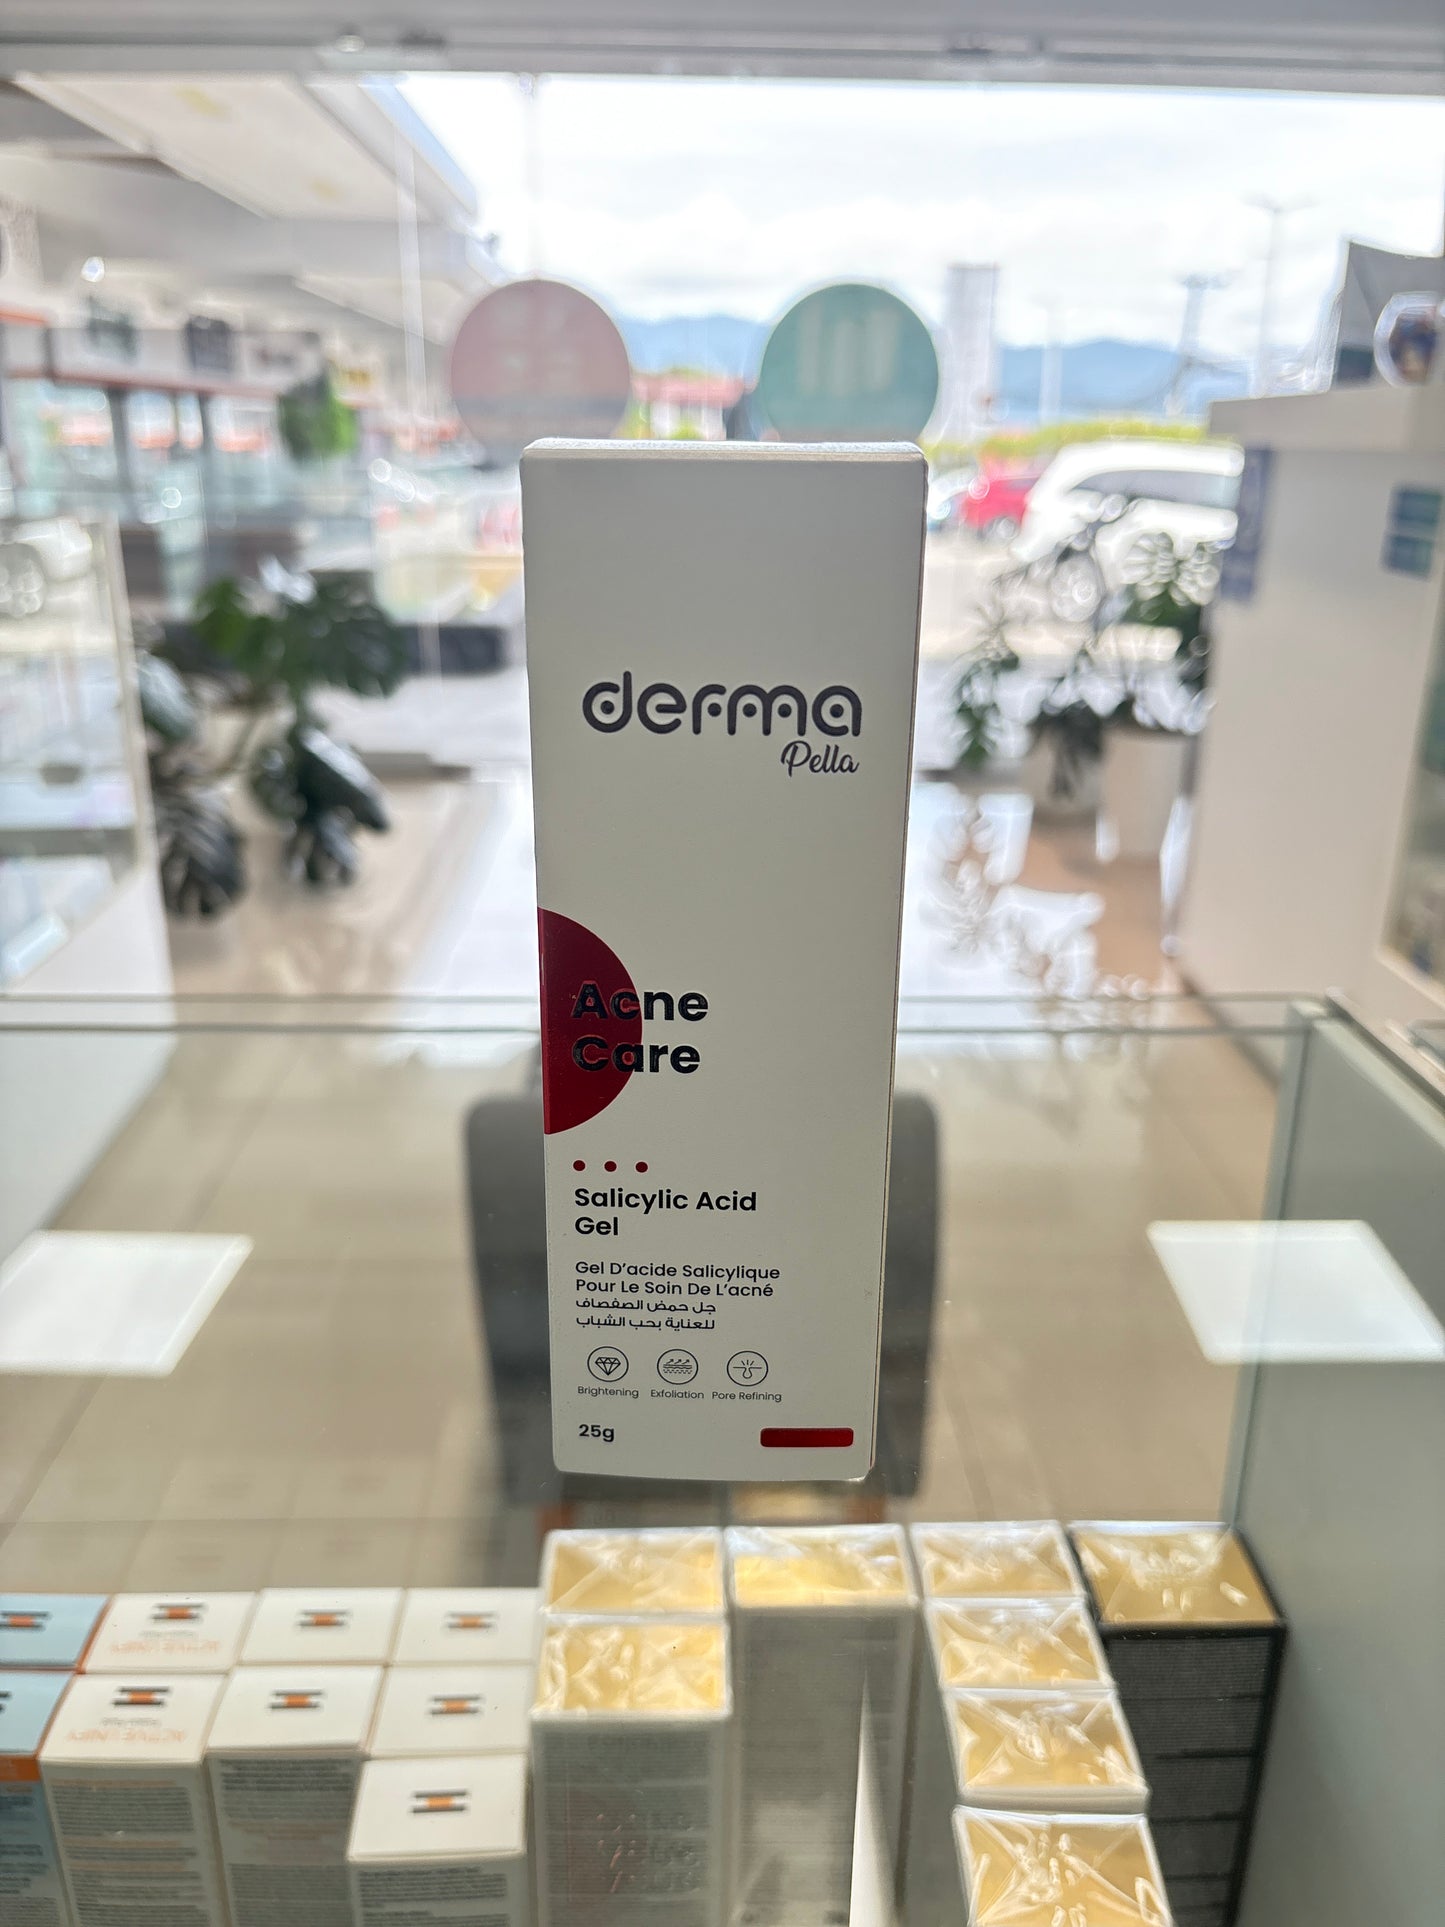 derma
Pella
Acne
Care
Salicylic Acid
Gel
Gel D'acide Salicylique
Pour Le Soin De L'acné
جل حمض الصفصاف
للعناية بحب الشباب
Brightening Exfoliation Pore Refining
25g